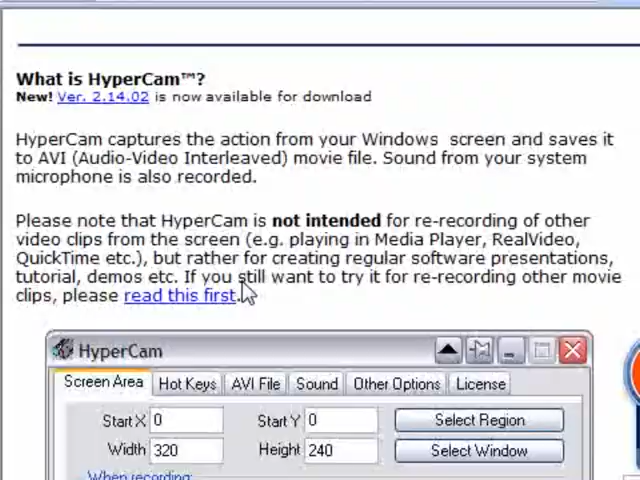 What is HyperCam™?
New! Ver. 2.14.02 is now available for download
HyperCam captures the action from your Windows screen and saves it
to AVI (Audio-Video Interleaved) movie file. Sound from your system
microphone is also recorded.
Please note that HyperCam is not intended for re-recording of other
video clips from the screen (e.g. playing in Media Player, RealVideo,
QuickTime etc.), but rather for creating regular software presentations,
tutorial, demos etc. If you still want to try it for re-recording other movie
clips, please read this first.
HyperCam
Screen Area Hot Keys AVI File Sound Other Options License
Start X 0 Start Y 0 Select Region
Width 320 Height 240 Select Window
When recording: